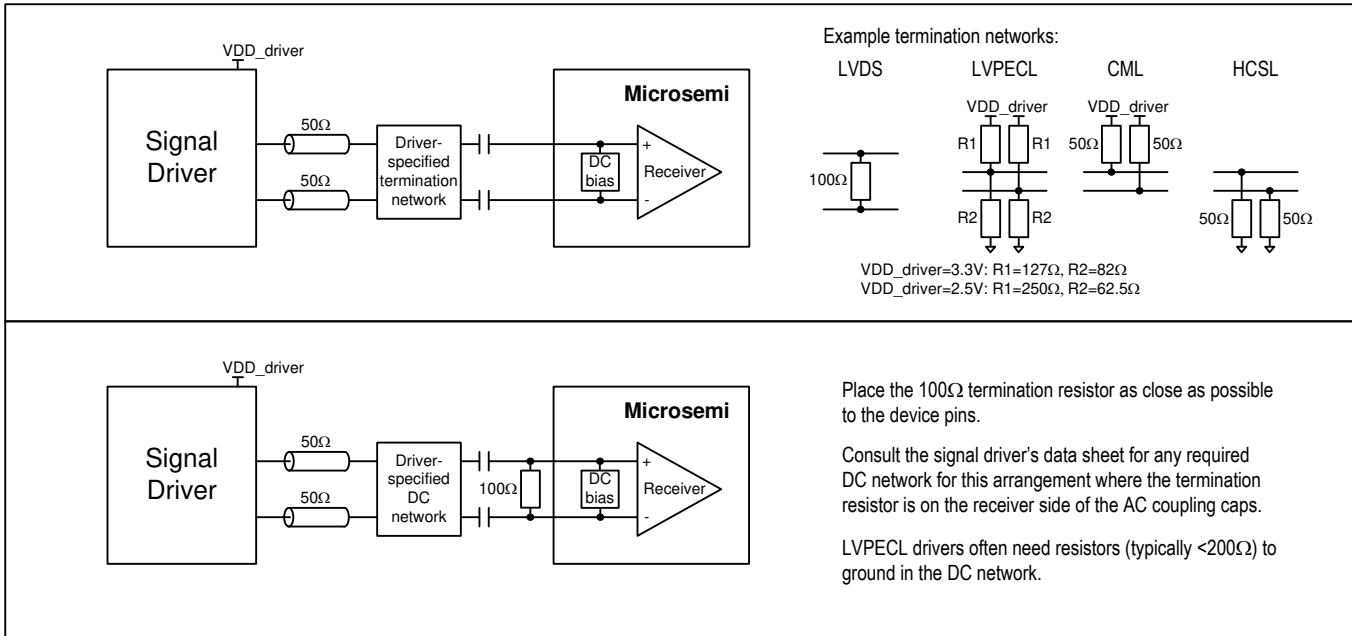 VDD_driver
Signal
Driver
50Ω
50Ω
Driver-
specified
termination
network
Microsemi
DC
bias
+
-
Receiver
Example termination networks:
LVDS
LVPECL
CML
HCSL
100Ω
VDD_driver
R1
R1
R2
R2
VDD_driver
50Ω
50Ω
50Ω
50Ω
VDD_driver=3.3V: R1=127Ω, R2=82Ω
VDD_driver=2.5V: R1=250Ω, R2=62.5Ω
VDD_driver
Signal
Driver
50Ω
50Ω
Driver-
specified
DC
network
100Ω
Microsemi
DC
bias
+
-
Receiver
Place the 100Ω termination resistor as close as possible
to the device pins.
Consult the signal driver's data sheet for any required
DC network for this arrangement where the termination
resistor is on the receiver side of the AC coupling caps.
LVPECL drivers often need resistors (typically <200Ω) to
ground in the DC network.